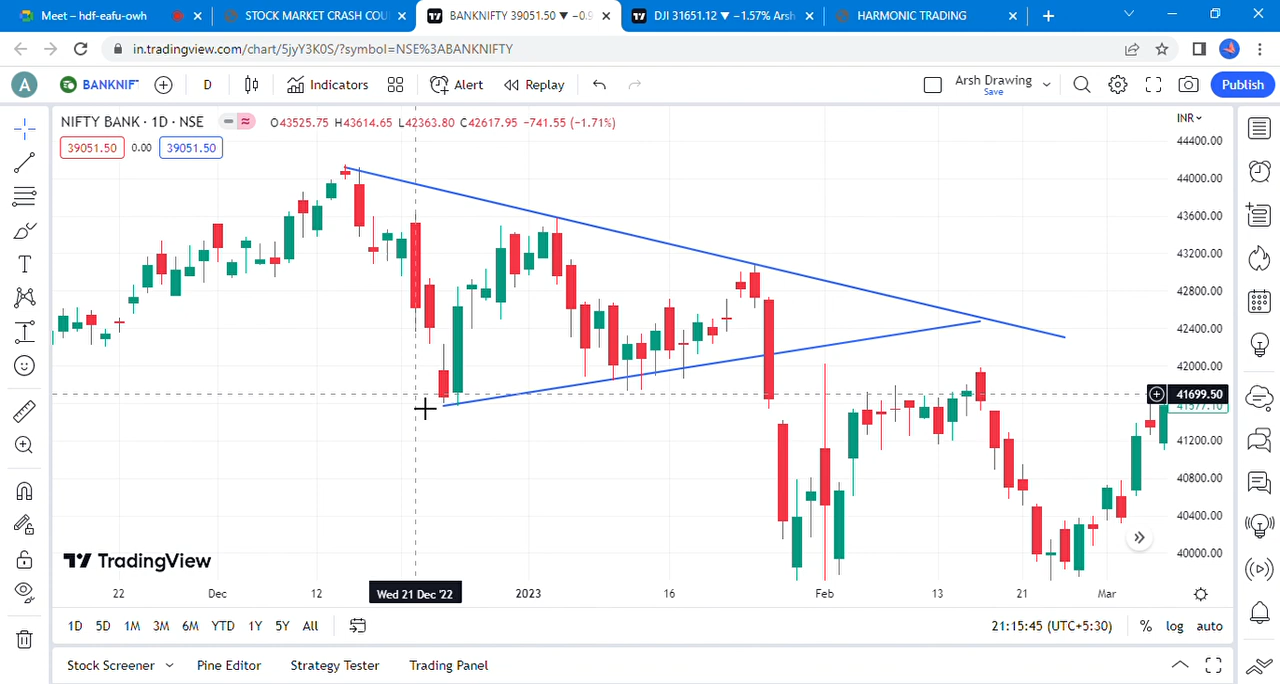 Meet – hdf-eafu-owh
STOCK MARKET CRASH COU
BANKNIFTY 39051.50 ▼ −0.9
DJI 31651.12 ▼ −1.57% Arsh
HARMONIC TRADING
in.tradingview.com/chart/5jyY3K0S/?symbol=NSE%3ABANKNIFTY
A
BANKNIF
D
Indicators
Alert
Replay
Arsh Drawing
Save
Publish
NIFTY BANK · 1D · NSE
O43525.75 H43614.65 L42363.80 C42617.95 −741.55 (−1.71%)
INR
39051.50 0.00 39051.50
44400.00
44000.00
43600.00
43200.00
42800.00
42400.00
42000.00
41699.50
41577.10
41200.00
40800.00
40400.00
40000.00
TradingView
22
Dec
12
Wed 21 Dec '22
2023
16
Feb
13
21
Mar
1D 5D 1M 3M 6M YTD 1Y 5Y All
21:15:45 (UTC+5:30)
% log auto
Stock Screener
Pine Editor
Strategy Tester
Trading Panel